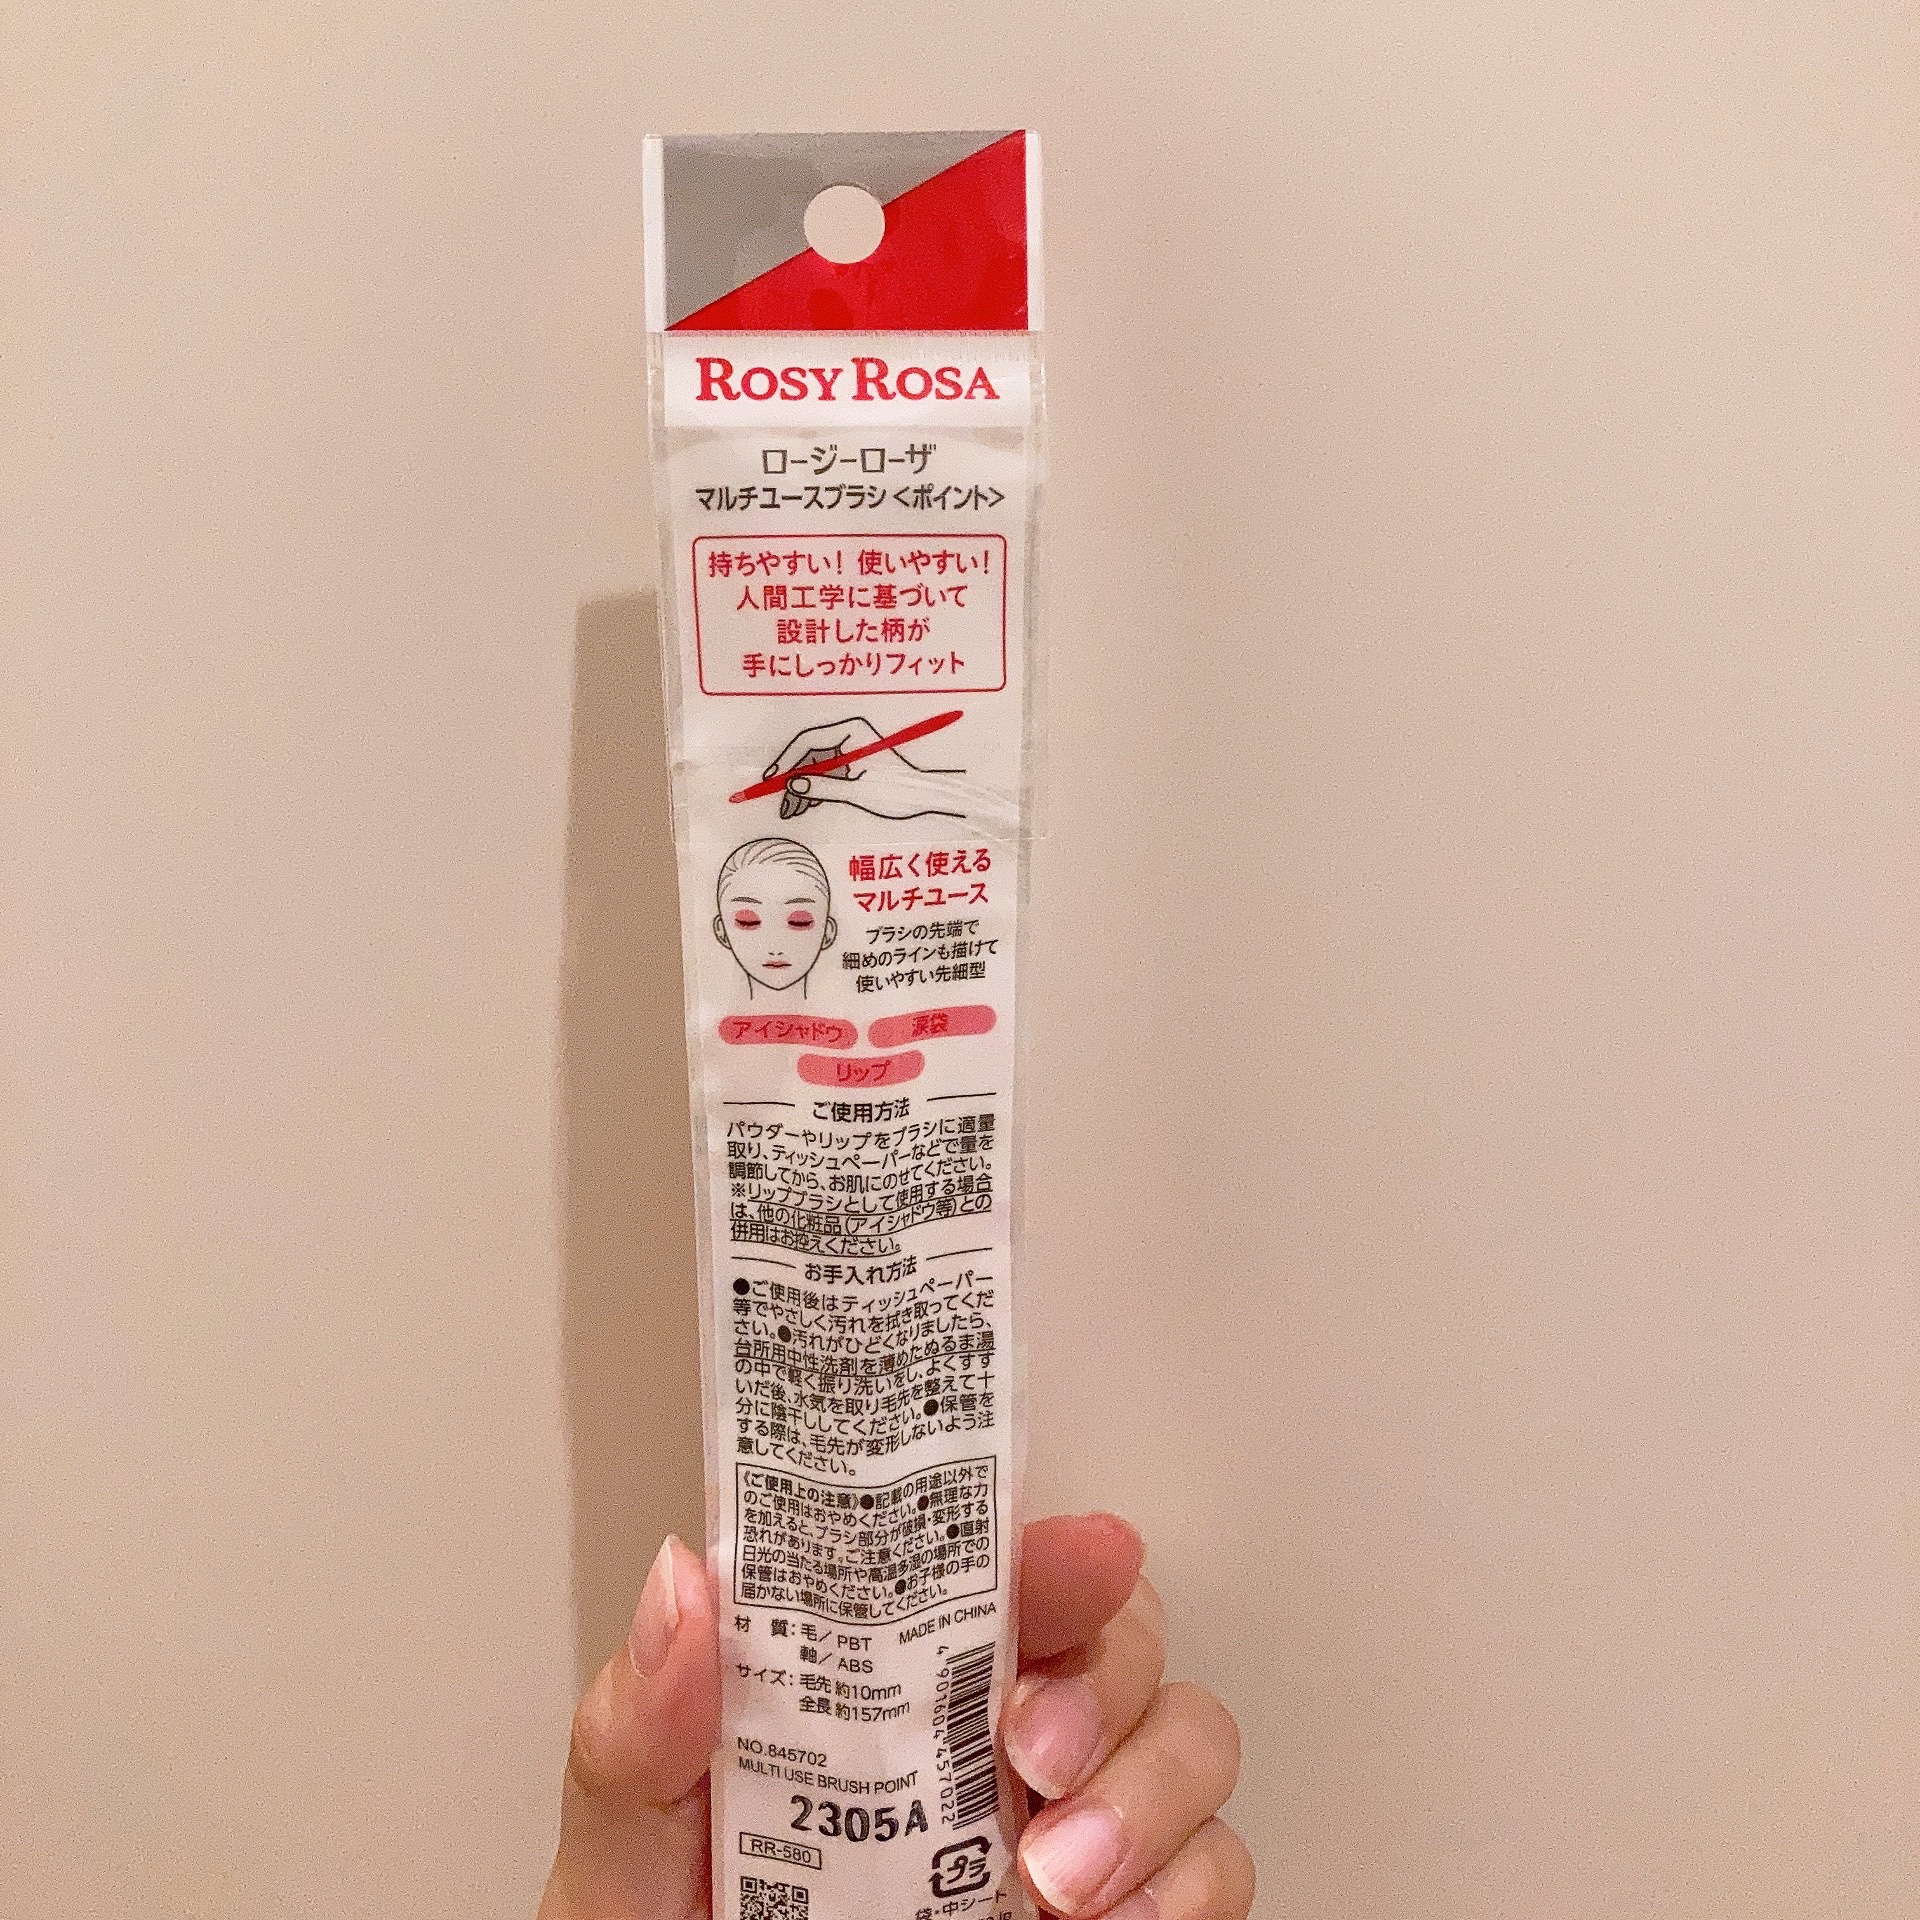 ROSY ROSA
ロージーローザ
マルチユースブラシ<ポイント>
持ちやすい! 使いやすい!
人間工学に基づいて
設計した柄が
手にしっかりフィット
幅広く使える
マルチユース
ブラシの先端で
細めのラインも描けて
使いやすい先細型
アイシャドウ
涙袋
リップ
ご使用方法
パウダーやリップをブラシに適量
取り、ティッシュペーパーなどで量を
調節してから、お肌にのせてください。
※リップブラシとして使用する場合
は、他の化粧品(アイシャドウ等)との
併用はお控えください。
お手入れ方法
●ご使用後はティッシュペーパー
等でやさしく汚れを拭き取ってくだ
さい。●汚れがひどくなりましたら、
台所用中性洗剤を薄めたぬるま湯
の中で軽く振り洗いをし、よくすす
いだ後、水気を取り毛先を整えて十
分に陰干ししてください。●保管を
する際は、毛先が変形しないよう注
意してください。
《ご使用上の注意》●記載の用途以外で
のご使用はおやめください。●無理な力
を加えると、ブラシ部分が破損・変形する
恐れがあります。ご注意ください。●直射
日光の当たる場所や高温多湿の場所での
保管はおやめください。●お子様の手の
届かない場所に保管してください。
材 質:毛/PBT
軸/ABS
MADE IN CHINA
サイズ:毛先 約10mm
全長 約157mm
4 901604 457022
NO.845702
MULTI USE BRUSH POINT
2305A
RR-580
プラ
袋・中シート